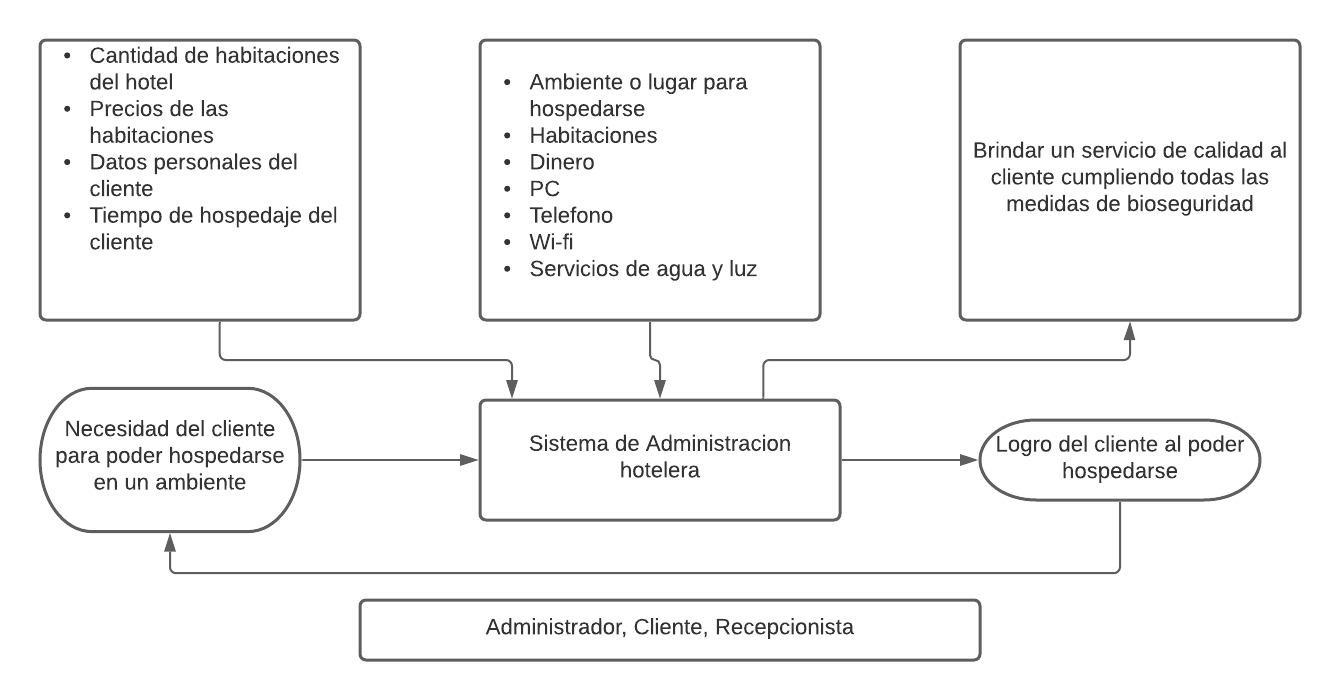 • Cantidad de habitaciones
del hotel
• Precios de las
habitaciones
• Datos personales del
cliente
• Tiempo de hospedaje del
cliente
• Ambiente o lugar para
hospedarse
• Habitaciones
• Dinero
• PC
• Telefono
• Wi-fi
• Servicios de agua y luz
Brindar un servicio de calidad al
cliente cumpliendo todas las
medidas de bioseguridad
Necesidad del cliente
para poder hospedarse
en un ambiente
Sistema de Administracion
hotelera
Logro del cliente al poder
hospedarse
Administrador, Cliente, Recepcionista